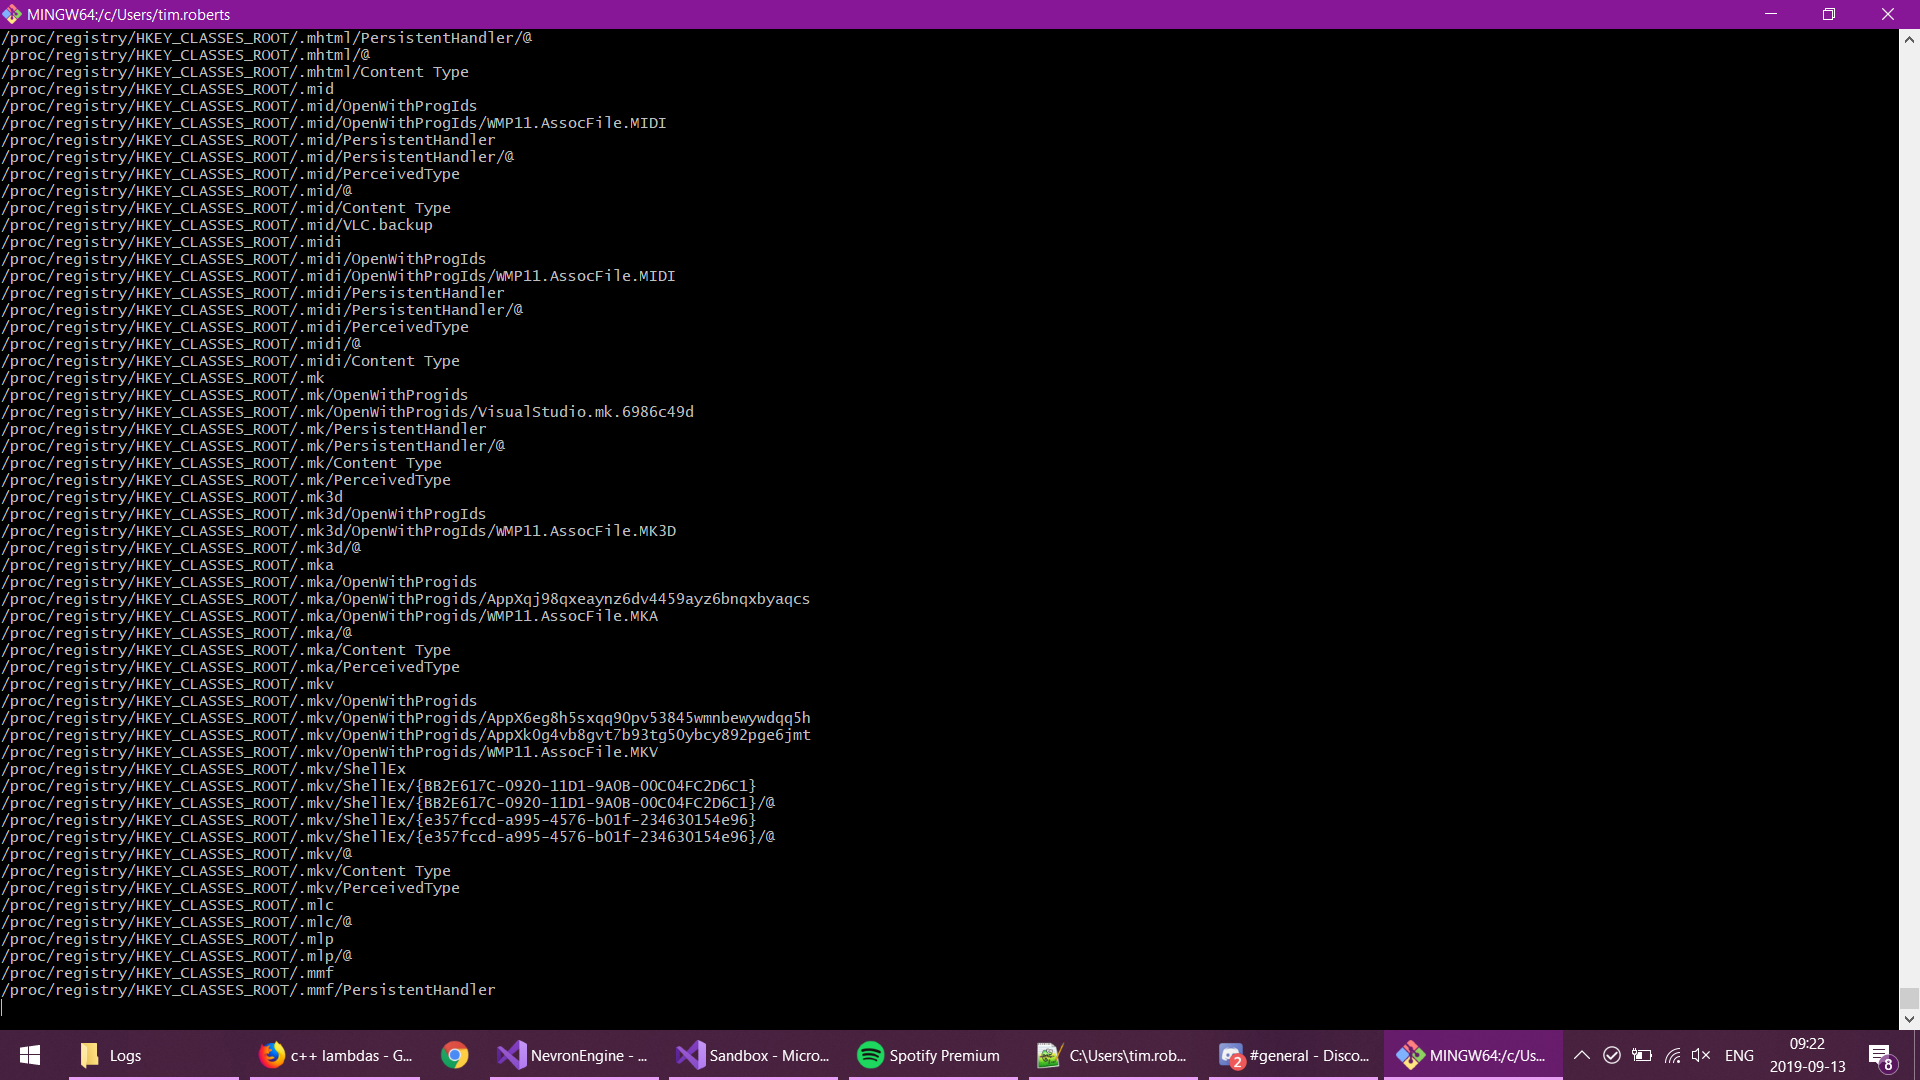 MINGW64:/c/Users/tim.roberts
/proc/registry/HKEY_CLASSES_ROOT/.mhtml/PersistentHandler/@
/proc/registry/HKEY_CLASSES_ROOT/.mhtml/@
/proc/registry/HKEY_CLASSES_ROOT/.mhtml/Content Type
/proc/registry/HKEY_CLASSES_ROOT/.mid
/proc/registry/HKEY_CLASSES_ROOT/.mid/OpenWithProgIds
/proc/registry/HKEY_CLASSES_ROOT/.mid/OpenWithProgIds/WMP11.AssocFile.MIDI
/proc/registry/HKEY_CLASSES_ROOT/.mid/PersistentHandler
/proc/registry/HKEY_CLASSES_ROOT/.mid/PersistentHandler/@
/proc/registry/HKEY_CLASSES_ROOT/.mid/PerceivedType
/proc/registry/HKEY_CLASSES_ROOT/.mid/@
/proc/registry/HKEY_CLASSES_ROOT/.mid/Content Type
/proc/registry/HKEY_CLASSES_ROOT/.mid/VLC.backup
/proc/registry/HKEY_CLASSES_ROOT/.midi
/proc/registry/HKEY_CLASSES_ROOT/.midi/OpenWithProgIds
/proc/registry/HKEY_CLASSES_ROOT/.midi/OpenWithProgIds/WMP11.AssocFile.MIDI
/proc/registry/HKEY_CLASSES_ROOT/.midi/PersistentHandler
/proc/registry/HKEY_CLASSES_ROOT/.midi/PersistentHandler/@
/proc/registry/HKEY_CLASSES_ROOT/.midi/PerceivedType
/proc/registry/HKEY_CLASSES_ROOT/.midi/@
/proc/registry/HKEY_CLASSES_ROOT/.midi/Content Type
/proc/registry/HKEY_CLASSES_ROOT/.mk
/proc/registry/HKEY_CLASSES_ROOT/.mk/OpenWithProgids
/proc/registry/HKEY_CLASSES_ROOT/.mk/OpenWithProgids/VisualStudio.mk.6986c49d
/proc/registry/HKEY_CLASSES_ROOT/.mk/PersistentHandler
/proc/registry/HKEY_CLASSES_ROOT/.mk/PersistentHandler/@
/proc/registry/HKEY_CLASSES_ROOT/.mk/Content Type
/proc/registry/HKEY_CLASSES_ROOT/.mk/PerceivedType
/proc/registry/HKEY_CLASSES_ROOT/.mk3d
/proc/registry/HKEY_CLASSES_ROOT/.mk3d/OpenWithProgIds
/proc/registry/HKEY_CLASSES_ROOT/.mk3d/OpenWithProgIds/WMP11.AssocFile.MK3D
/proc/registry/HKEY_CLASSES_ROOT/.mk3d/@
/proc/registry/HKEY_CLASSES_ROOT/.mka
/proc/registry/HKEY_CLASSES_ROOT/.mka/OpenWithProgids
/proc/registry/HKEY_CLASSES_ROOT/.mka/OpenWithProgids/AppXqj98qxeaynz6dv4459ayz6bnqxbyaqcs
/proc/registry/HKEY_CLASSES_ROOT/.mka/OpenWithProgids/WMP11.AssocFile.MKA
/proc/registry/HKEY_CLASSES_ROOT/.mka/@
/proc/registry/HKEY_CLASSES_ROOT/.mka/Content Type
/proc/registry/HKEY_CLASSES_ROOT/.mka/PerceivedType
/proc/registry/HKEY_CLASSES_ROOT/.mkv
/proc/registry/HKEY_CLASSES_ROOT/.mkv/OpenWithProgids
/proc/registry/HKEY_CLASSES_ROOT/.mkv/OpenWithProgids/AppX6eg8h5sxqq90pv53845wmnbewywdqq5h
/proc/registry/HKEY_CLASSES_ROOT/.mkv/OpenWithProgids/AppXk0g4vb8gvt7b93tg50ybcy892pge6jmt
/proc/registry/HKEY_CLASSES_ROOT/.mkv/OpenWithProgids/WMP11.AssocFile.MKV
/proc/registry/HKEY_CLASSES_ROOT/.mkv/ShellEx
/proc/registry/HKEY_CLASSES_ROOT/.mkv/ShellEx/{BB2E617C-0920-11D1-9A0B-00C04FC2D6C1}
/proc/registry/HKEY_CLASSES_ROOT/.mkv/ShellEx/{BB2E617C-0920-11D1-9A0B-00C04FC2D6C1}/@
/proc/registry/HKEY_CLASSES_ROOT/.mkv/ShellEx/{e357fccd-a995-4576-b01f-234630154e96}
/proc/registry/HKEY_CLASSES_ROOT/.mkv/ShellEx/{e357fccd-a995-4576-b01f-234630154e96}/@
/proc/registry/HKEY_CLASSES_ROOT/.mkv/@
/proc/registry/HKEY_CLASSES_ROOT/.mkv/Content Type
/proc/registry/HKEY_CLASSES_ROOT/.mkv/PerceivedType
/proc/registry/HKEY_CLASSES_ROOT/.mlc
/proc/registry/HKEY_CLASSES_ROOT/.mlc/@
/proc/registry/HKEY_CLASSES_ROOT/.mlp
/proc/registry/HKEY_CLASSES_ROOT/.mlp/@
/proc/registry/HKEY_CLASSES_ROOT/.mmf
/proc/registry/HKEY_CLASSES_ROOT/.mmf/PersistentHandler
Logs
c++ lambdas - G...
NevronEngine - ...
Sandbox - Micro...
Spotify Premium
C:\Users\tim.rob...
2
#general - Disco...
MINGW64:/c/Us...
ENG
09:22
2019-09-13
8